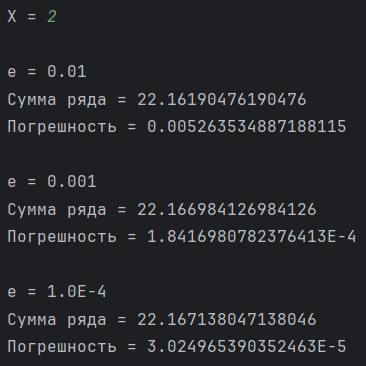 X = 2
e = 0.01
Сумма ряда = 22.16190476190476
Погрешность = 0.005263534887188115
e = 0.001
Сумма ряда = 22.166984126984126
Погрешность = 1.8416980782376413E-4
e = 1.0E-4
Сумма ряда = 22.167138047138046
Погрешность = 3.024965390352463E-5